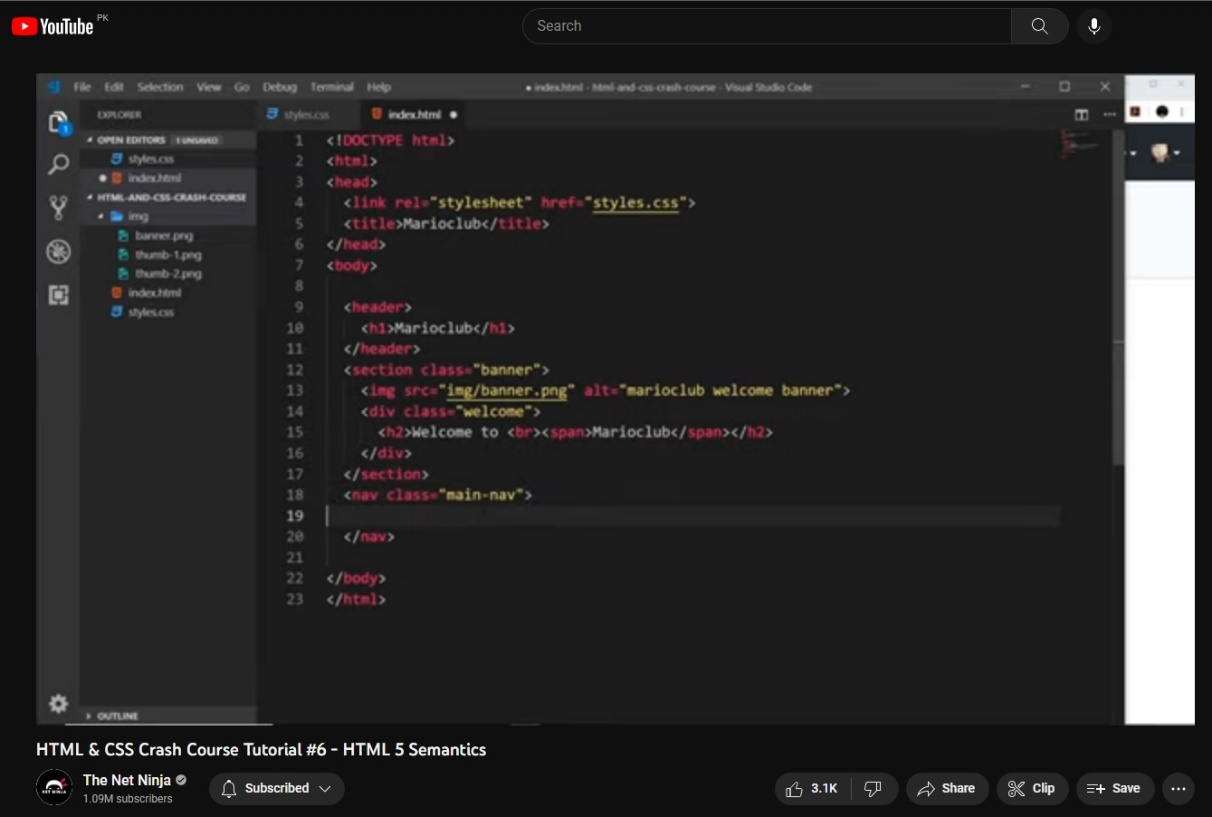 YouTube PK
Search
File Edit Selection View Go Debug Terminal Help
● index.html - html-and-css-crash-course - Visual Studio Code
EXPLORER
styles.css
index.html ●
OPEN EDITORS 1 UNSAVED
styles.css
● index.html
HTML-AND-CSS-CRASH-COURSE
img
banner.png
thumb-1.png
thumb-2.png
index.html
styles.css
OUTLINE
1
1 <!DOCTYPE html>
2 <html>
3 <head>
4 <link rel="stylesheet" href="styles.css">
5 <title>Marioclub</title>
6 </head>
7 <body>
8
9 <header>
10 <h1>Marioclub</h1>
11 </header>
12 <section class="banner">
13 <img src="img/banner.png" alt="marioclub welcome banner">
14 <div class="welcome">
15 <h2>Welcome to <br><span>Marioclub</span></h2>
16 </div>
17 </section>
18 <nav class="main-nav">
19
20 </nav>
21
22 </body>
23 </html>
HTML & CSS Crash Course Tutorial #6 - HTML 5 Semantics
NET NINJA
The Net Ninja
1.09M subscribers
Subscribed
3.1K
Share
Clip
Save